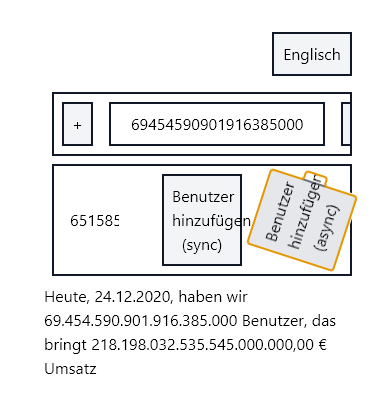 Englisch
+
69454590901916385000
651585
Benutzer
hinzufügen
(sync)
Benutzer
hinzufügen
(async)
Heute, 24.12.2020, haben wir
69.454.590.901.916.385.000 Benutzer, das
bringt 218.198.032.535.545.000.000,00 €
Umsatz